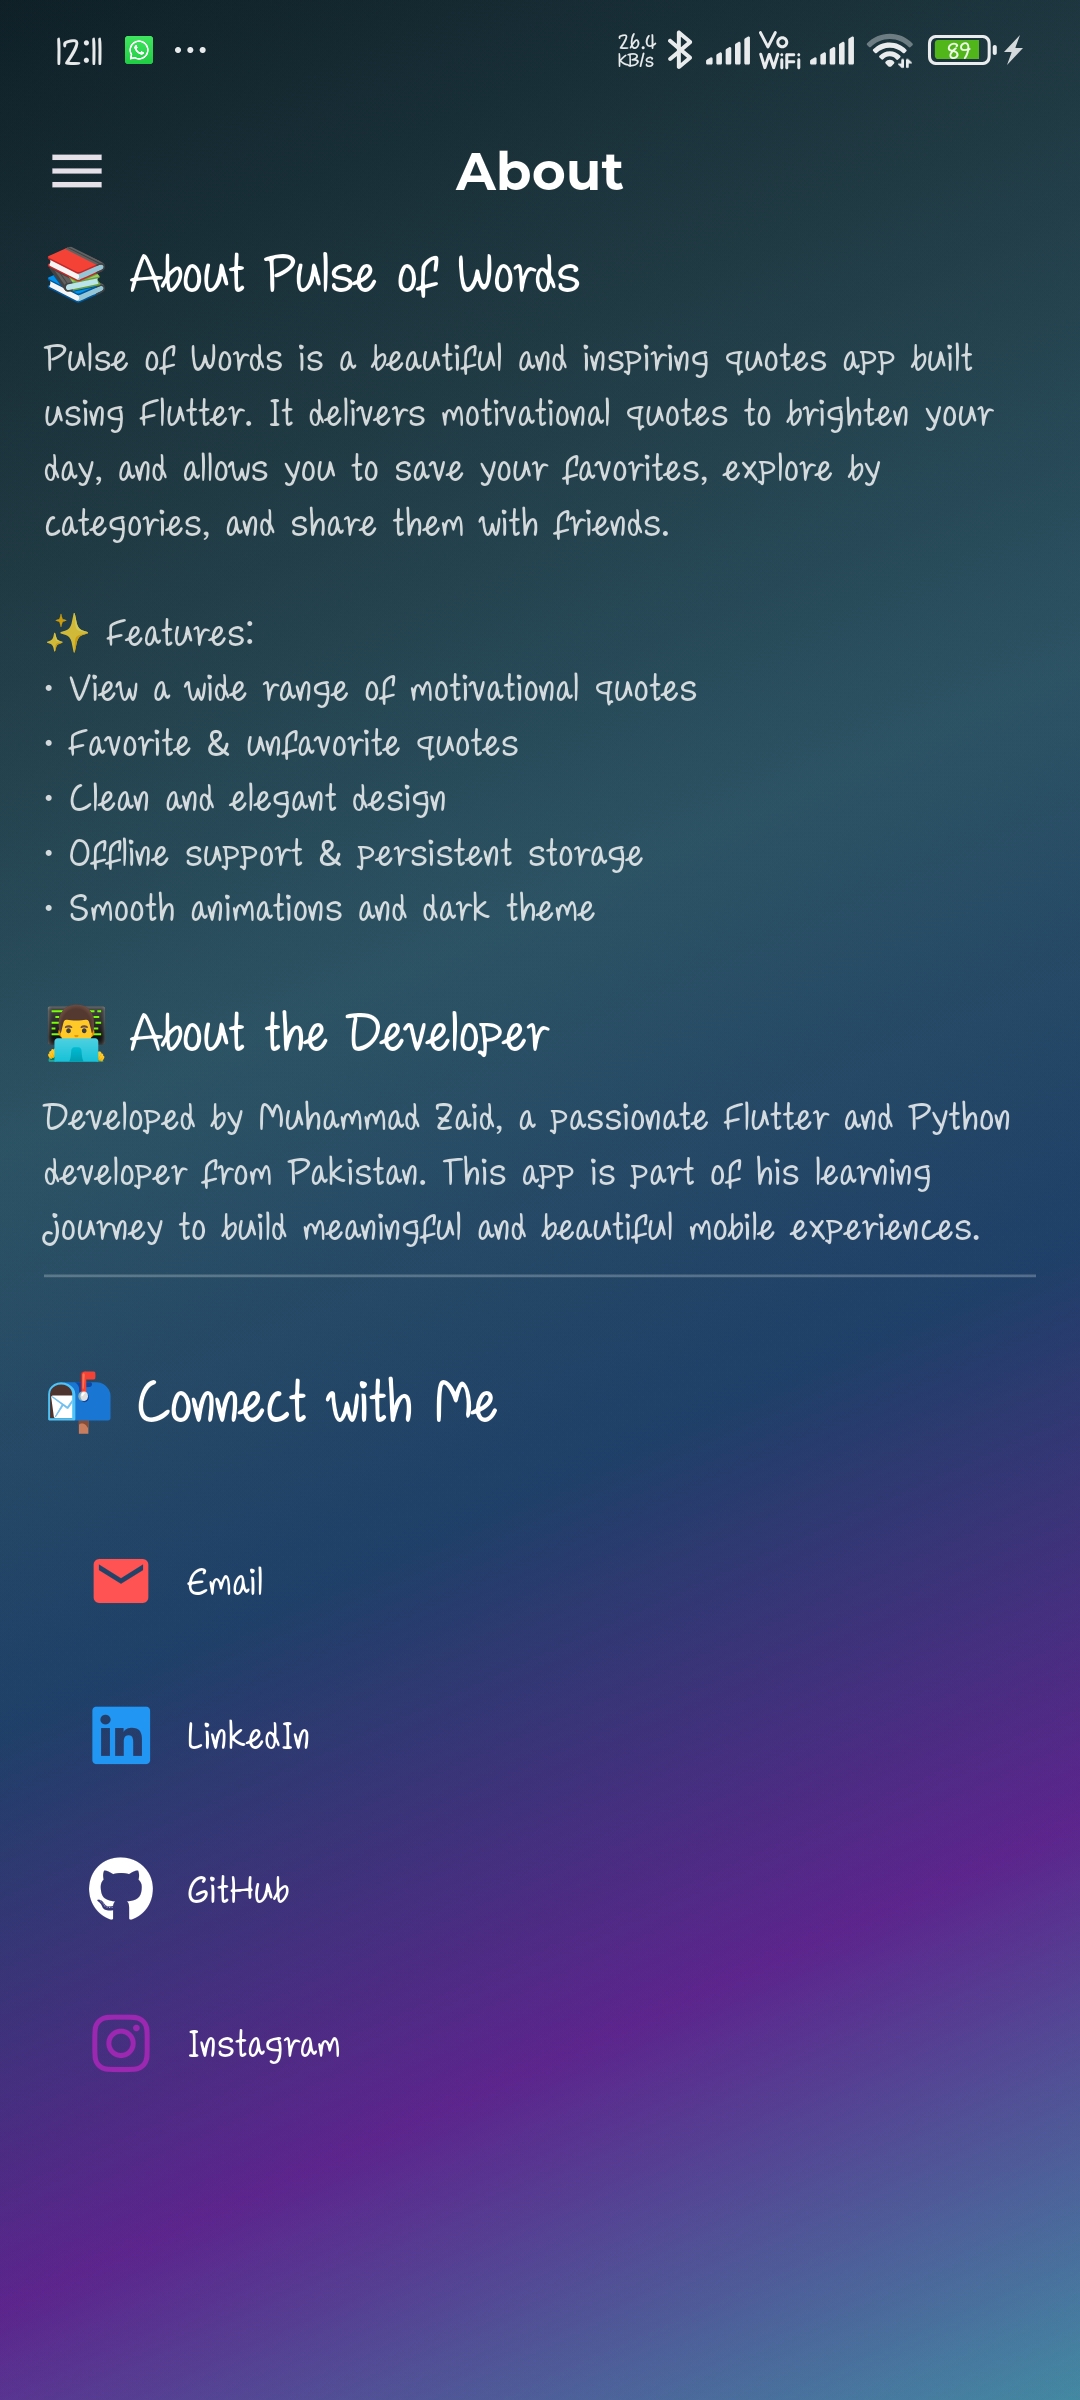 12:11 ... 26.4 KB/s Vo WiFi 89
About
📚 About Pulse of Words
Pulse of Words is a beautiful and inspiring quotes app built
using Flutter. It delivers motivational quotes to brighten your
day, and allows you to save your favorites, explore by
categories, and share them with friends.
✨ Features:
• View a wide range of motivational quotes
• Favorite & unfavorite quotes
• Clean and elegant design
• Offline support & persistent storage
• Smooth animations and dark theme
👨‍💻 About the Developer
Developed by Muhammad Zaid, a passionate Flutter and Python
developer from Pakistan. This app is part of his learning
journey to build meaningful and beautiful mobile experiences.
📬 Connect with Me
Email
LinkedIn
GitHub
Instagram